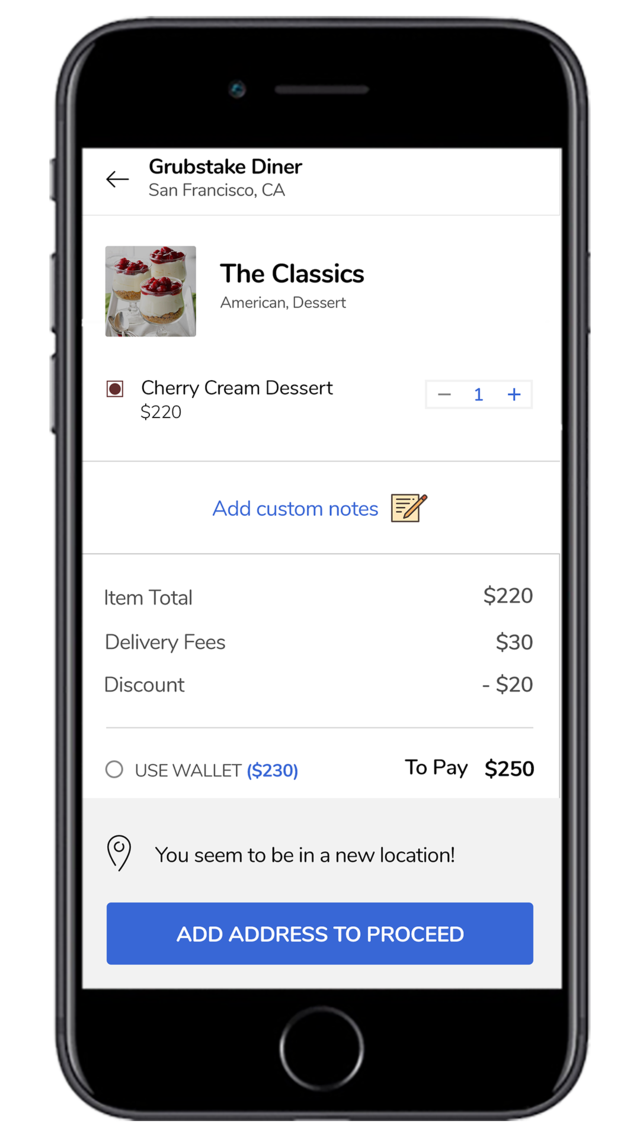 Grubstake Diner
San Francisco, CA
The Classics
American, Dessert
Cherry Cream Dessert
$220
− 1 +
Add custom notes
Item Total $220
Delivery Fees $30
Discount - $20
USE WALLET ($230) To Pay $250
You seem to be in a new location!
ADD ADDRESS TO PROCEED